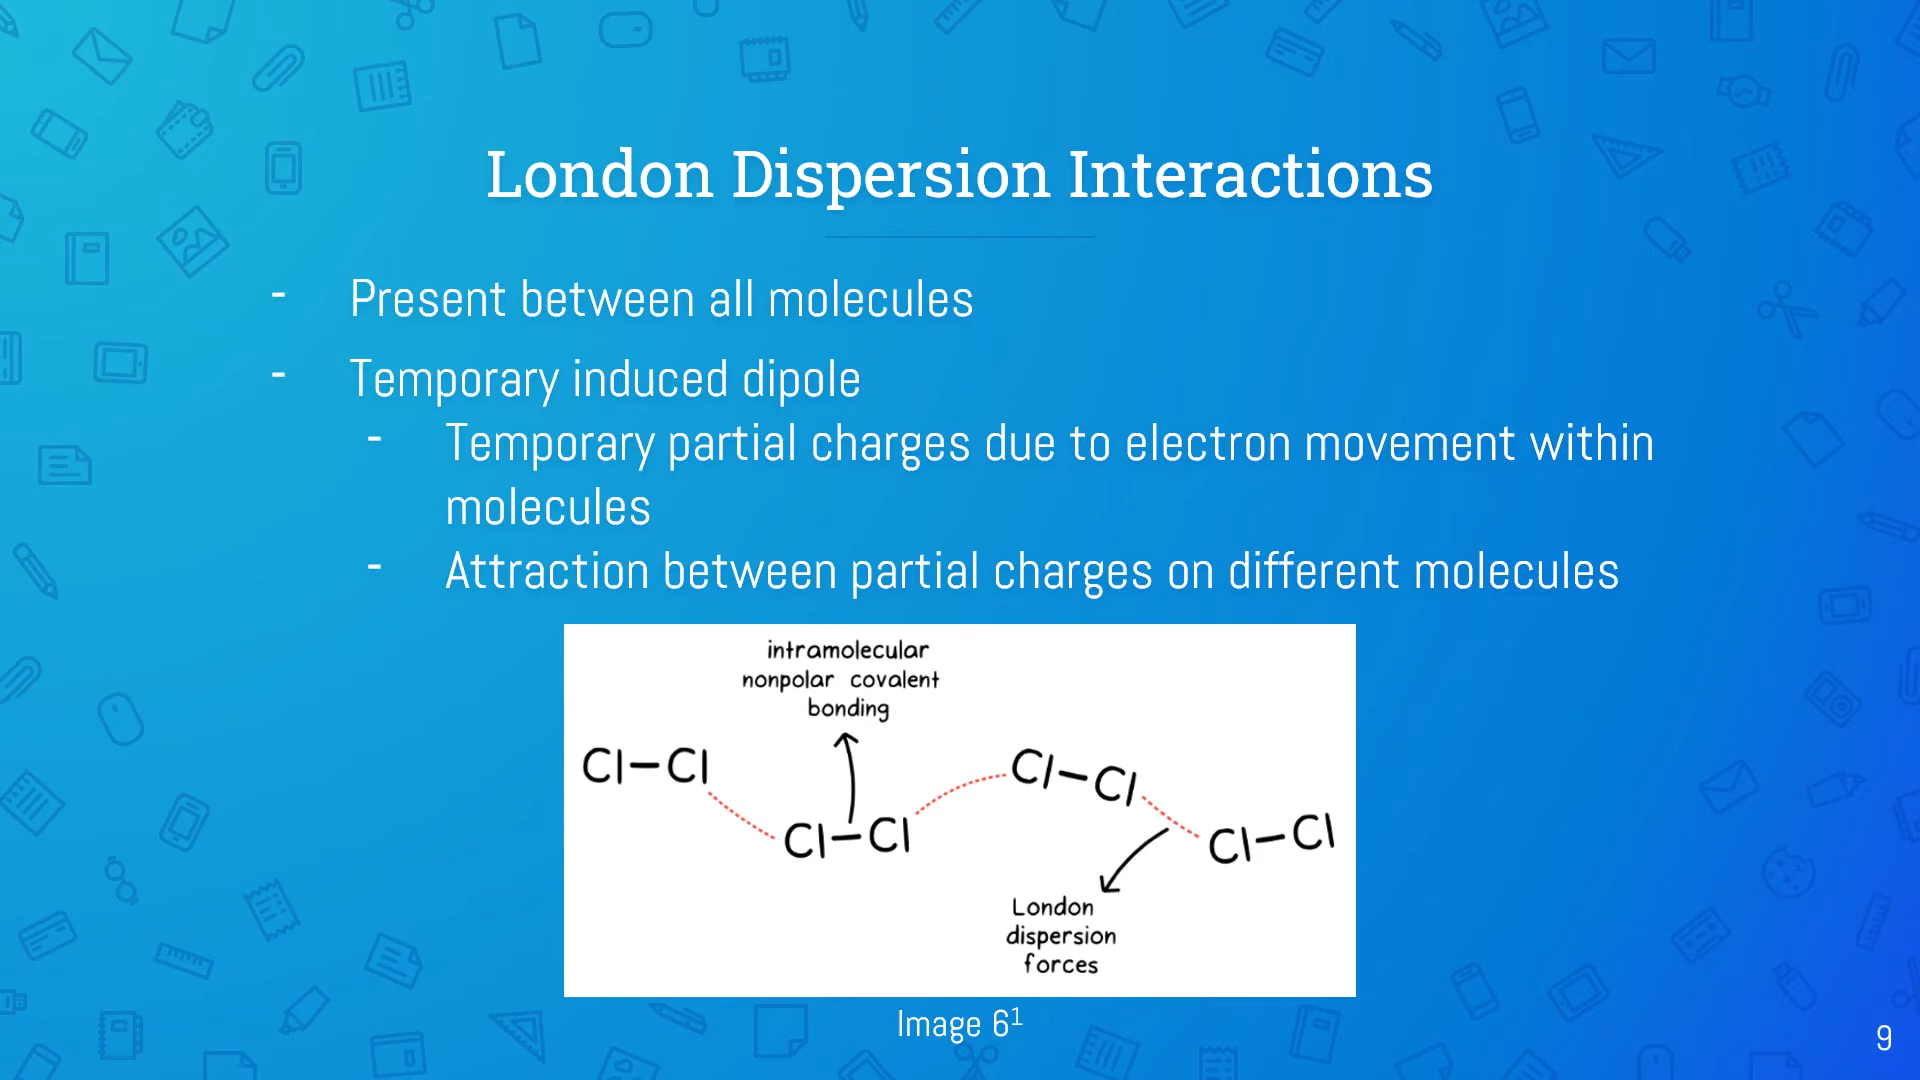 London Dispersion Interactions
- Present between all molecules
- Temporary induced dipole
- Temporary partial charges due to electron movement within
molecules
- Attraction between partial charges on different molecules
intramolecular
nonpolar covalent
bonding
Cl-Cl
Cl-Cl
Cl-Cl
Cl-Cl
London
dispersion
forces
Image 6¹
9